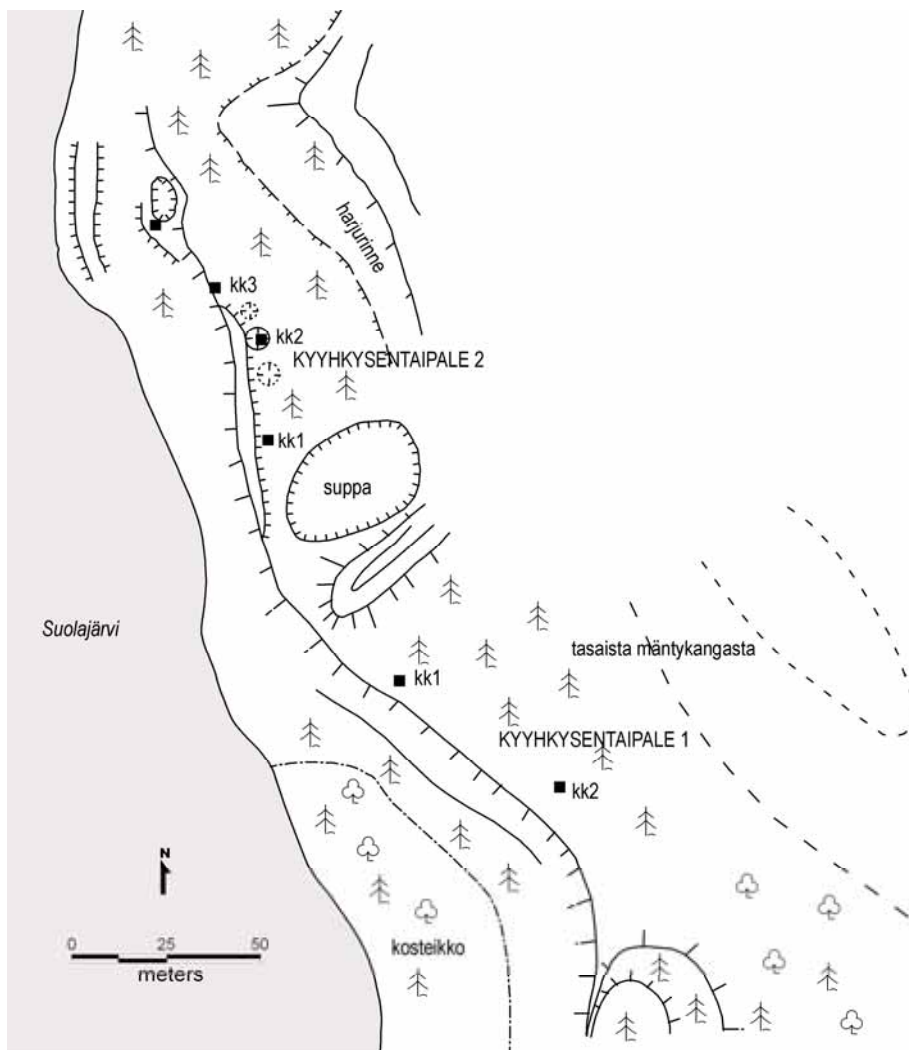 harjurinne
kk3
kk2
KYYHKYSENTAIPALE 2
kk1
suppa
Suolajärvi
tasaista mäntykangasta
kk1
KYYHKYSENTAIPALE 1
kk2
N
0 25 50
meters
kosteikko